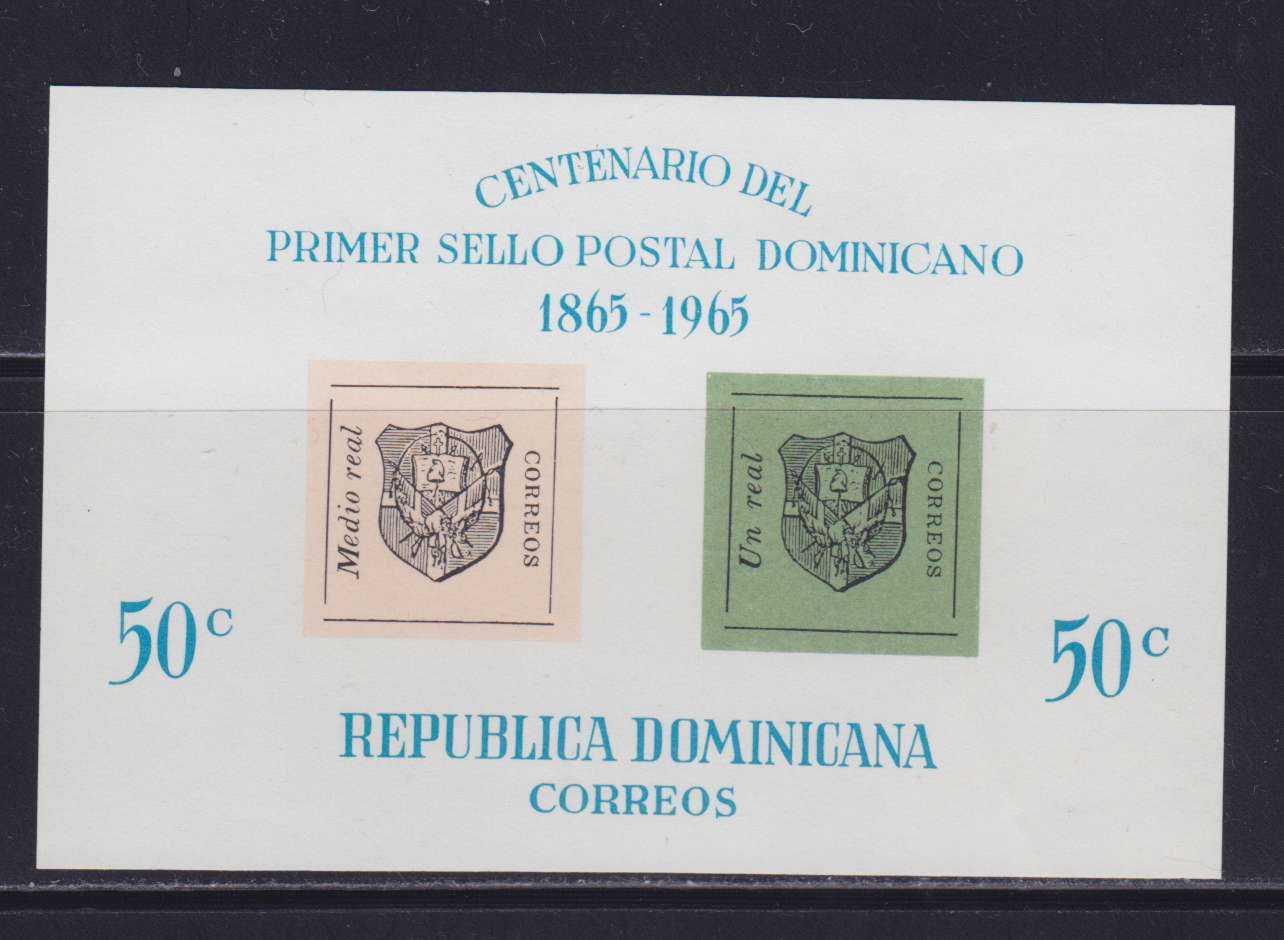 CENTENARIO DEL
PRIMER SELLO POSTAL DOMINICANO
1865 - 1965
Medio real
CORREOS
Un real
CORREOS
50c
50c
REPUBLICA DOMINICANA
CORREOS